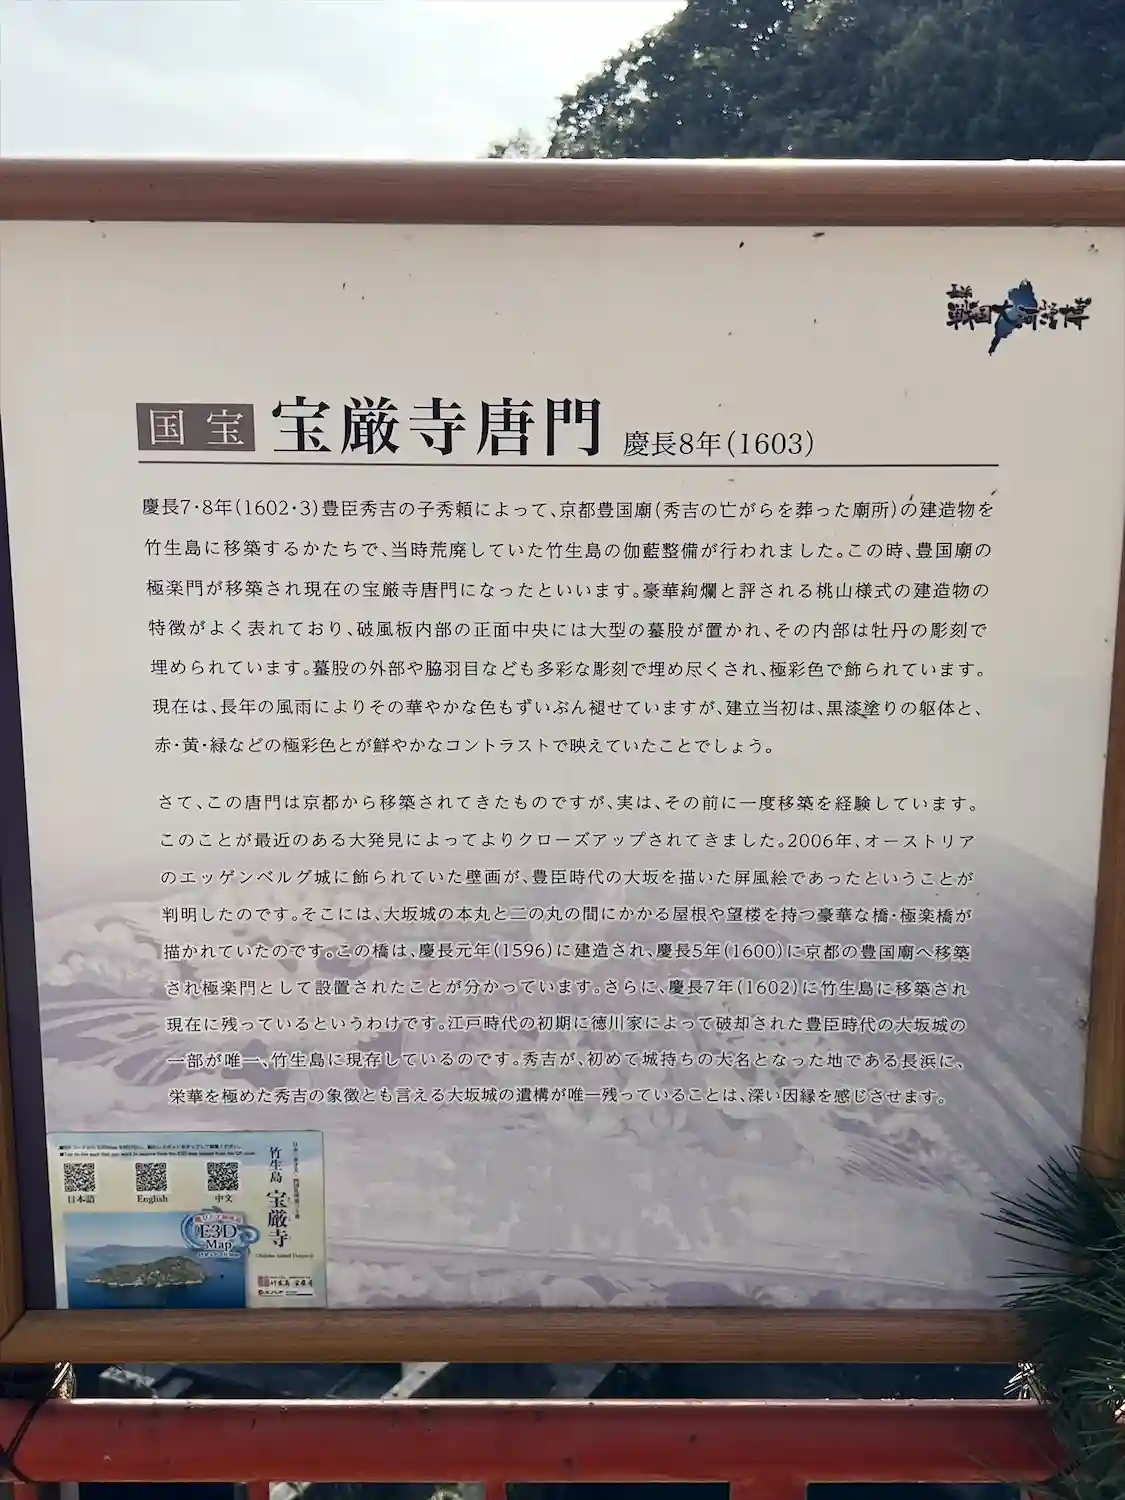 戦国大河博
国宝 宝厳寺唐門 慶長8年(1603)
慶長7・8年(1602・3)豊臣秀吉の子秀頼によって、京都豊国廟(秀吉の亡がらを葬った廟所)の建造物を
竹生島に移築するかたちで、当時荒廃していた竹生島の伽藍整備が行われました。この時、豊国廟の
極楽門が移築され現在の宝厳寺唐門になったといいます。豪華絢爛と評される桃山様式の建造物の
特徴がよく表れており、破風板内部の正面中央には大型の蟇股が置かれ、その内部は牡丹の彫刻で
埋められています。蟇股の外部や脇羽目なども多彩な彫刻で埋め尽くされ、極彩色で飾られています。
現在は、長年の風雨によりその華やかな色もずいぶん褪せていますが、建立当初は、黒漆塗りの躯体と、
赤・黄・緑などの極彩色とが鮮やかなコントラストで映えていたことでしょう。
さて、この唐門は京都から移築されてきたものですが、実は、その前に一度移築を経験しています。
このことが最近のある大発見によってよりクローズアップされてきました。2006年、オーストリア
のエッゲンベルグ城に飾られていた壁画が、豊臣時代の大坂を描いた屏風絵であったということが
判明したのです。そこには、大坂城の本丸と二の丸の間にかかる屋根や望楼を持つ豪華な橋・極楽橋が
描かれていたのです。この橋は、慶長元年(1596)に建造され、慶長5年(1600)に京都の豊国廟へ移築
され極楽門として設置されたことが分かっています。さらに、慶長7年(1602)に竹生島に移築され
現在に残っているというわけです。江戸時代の初期に徳川家によって破却された豊臣時代の大坂城の
一部が唯一、竹生島に現存しているのです。秀吉が、初めて城持ちの大名となった地である長浜に、
栄華を極めた秀吉の象徴とも言える大坂城の遺構が唯一残っていることは、深い因縁を感じさせます。
日本語 English 中文
E3D
Map
竹生島 宝厳寺